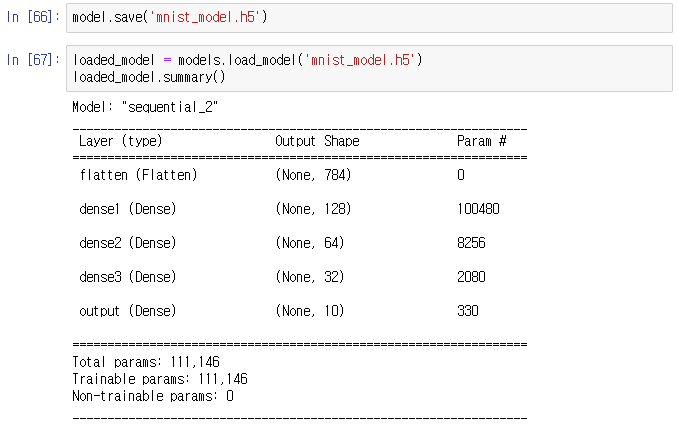 In [66]: model.save('mnist_model.h5')
In [67]: loaded_model = models.load_model('mnist_model.h5')
loaded_model.summary()
Model: "sequential_2"
_________________________________________________________________
Layer (type) Output Shape Param #
=================================================================
flatten (Flatten) (None, 784) 0
dense1 (Dense) (None, 128) 100480
dense2 (Dense) (None, 64) 8256
dense3 (Dense) (None, 32) 2080
output (Dense) (None, 10) 330
=================================================================
Total params: 111,146
Trainable params: 111,146
Non-trainable params: 0
_________________________________________________________________